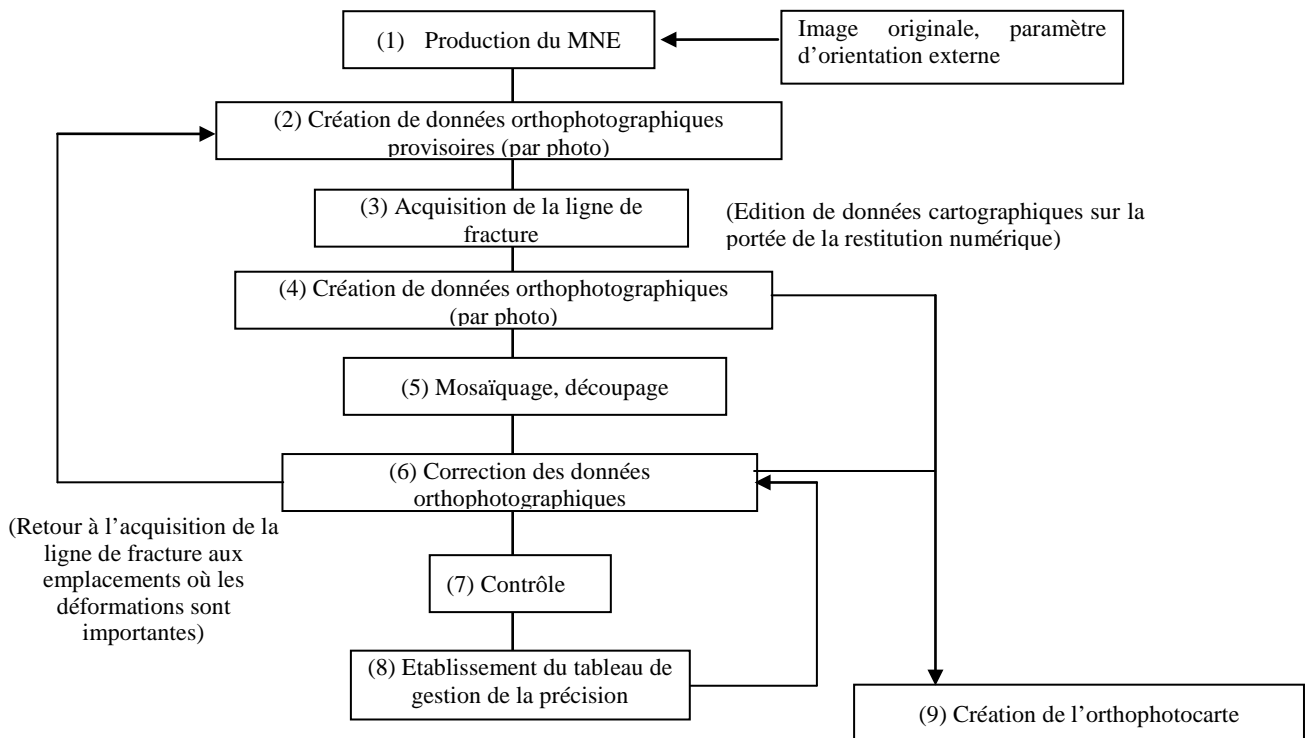 (1) Production du MNE
Image originale, paramètre
d'orientation externe
(2) Création de données orthophotographiques
provisoires (par photo)
(3) Acquisition de la ligne de
fracture
(Edition de données cartographiques sur la
portée de la restitution numérique)
(4) Création de données orthophotographiques
(par photo)
(5) Mosaïquage, découpage
(6) Correction des données
orthophotographiques
(Retour à l'acquisition de la
ligne de fracture aux
emplacements où les
déformations sont
importantes)
(7) Contrôle
(8) Etablissement du tableau de
gestion de la précision
(9) Création de l'orthophotocarte